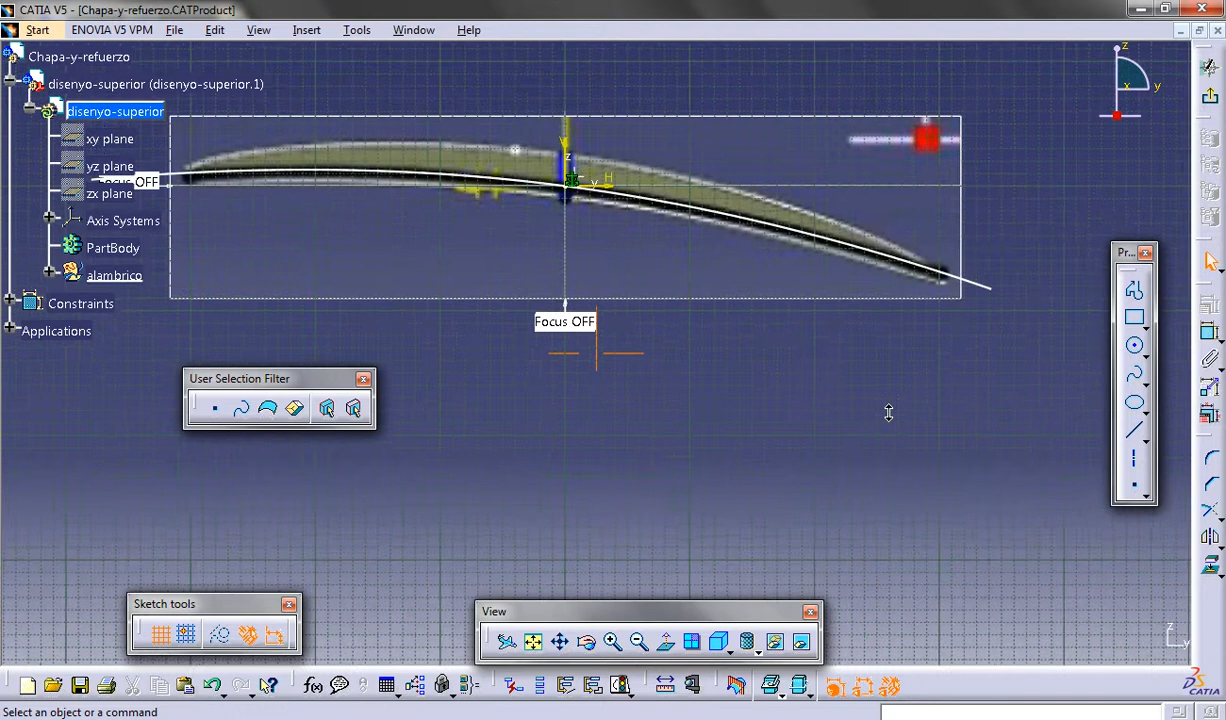 CATIA V5 - [Chapa-y-refuerzo.CATProduct]
Start ENOVIA V5 VPM File Edit View Insert Tools Window Help
Chapa-y-refuerzo
disenyo-superior (disenyo-superior.1)
disenyo-superior
xy plane
yz plane
zx plane
Axis Systems
PartBody
alambrico
Constraints
Applications
OFF
V
z
H
y
Focus OFF
z
x
y
Pr...
User Selection Filter
Sketch tools
View
z
y
f(x)
CATIA
Select an object or a command